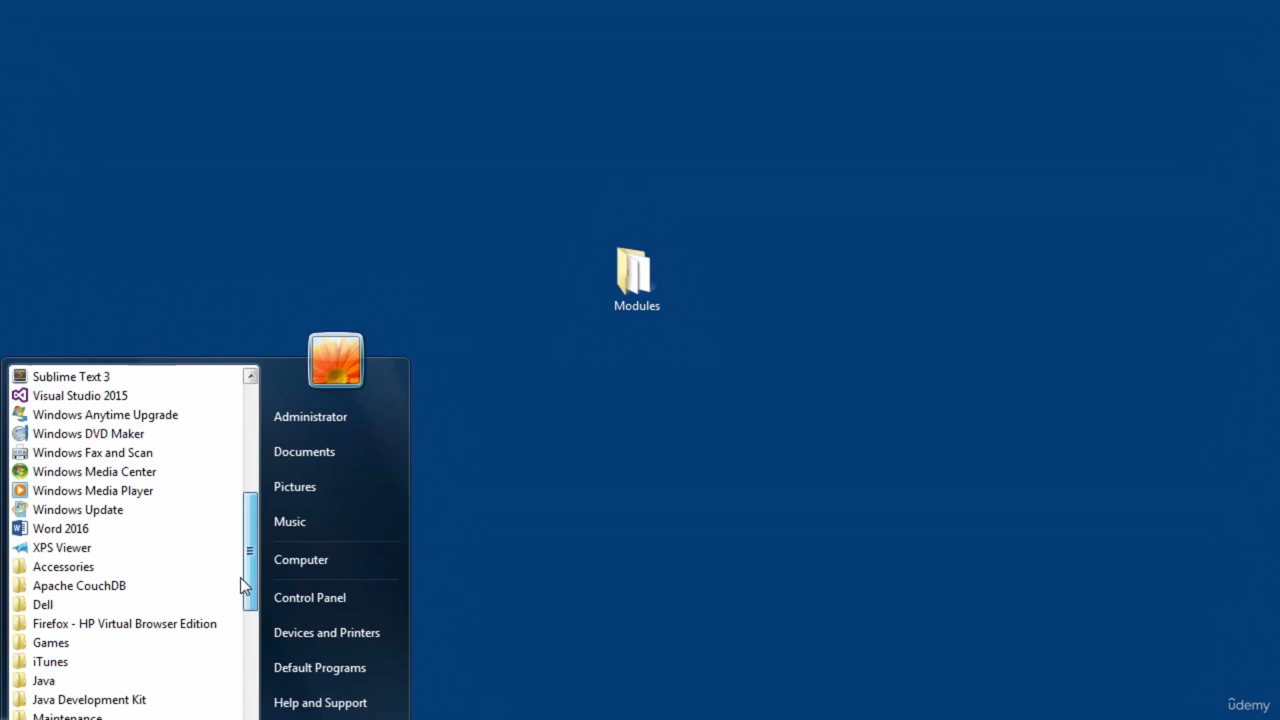 Modules
Sublime Text 3
Visual Studio 2015
Windows Anytime Upgrade
Windows DVD Maker
Windows Fax and Scan
Windows Media Center
Windows Media Player
Windows Update
Word 2016
XPS Viewer
Accessories
Apache CouchDB
Dell
Firefox - HP Virtual Browser Edition
Games
iTunes
Java
Java Development Kit
Maintenance
Administrator
Documents
Pictures
Music
Computer
Control Panel
Devices and Printers
Default Programs
Help and Support
ûdemy